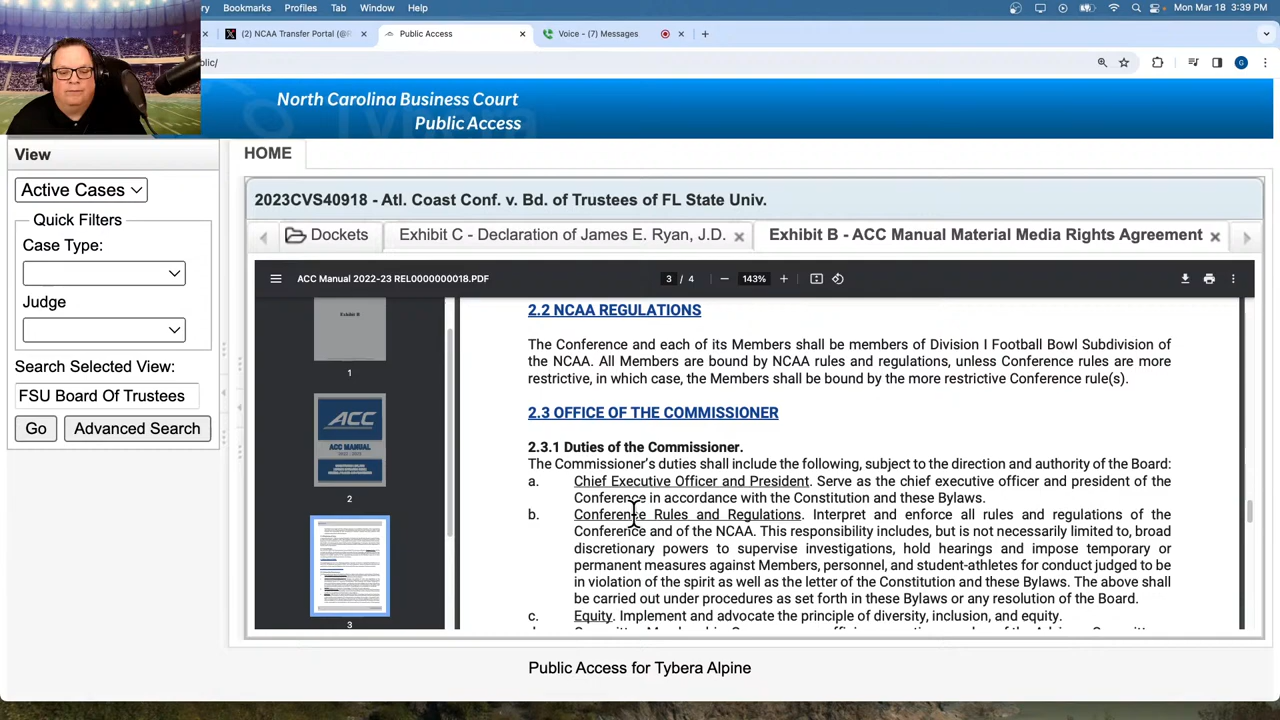 Bookmarks Profiles Tab Window Help Mon Mar 18 3:39 PM
(2) NCAA Transfer Portal (@F Public Access Voice - (7) Messages
North Carolina Business Court
Public Access
View
HOME
Active Cases
2023CVS40918 - Atl. Coast Conf. v. Bd. of Trustees of FL State Univ.
Quick Filters
Dockets Exhibit C - Declaration of James E. Ryan, J.D. Exhibit B - ACC Manual Material Media Rights Agreement
Case Type:
ACC Manual 2022-23 REL0000000018.PDF 3 / 4 143%
Judge
Search Selected View:
FSU Board Of Trustees
Go Advanced Search
Exhibit B
1
ACC
ACC MANUAL
2
3
2.2 NCAA REGULATIONS
The Conference and each of its Members shall be members of Division I Football Bowl Subdivision of
the NCAA. All Members are bound by NCAA rules and regulations, unless Conference rules are more
restrictive, in which case, the Members shall be bound by the more restrictive Conference rule(s).
2.3 OFFICE OF THE COMMISSIONER
2.3.1 Duties of the Commissioner.
The Commissioner's duties shall include the following, subject to the direction and authority of the Board:
a. Chief Executive Officer and President. Serve as the chief executive officer and president of the
Conference in accordance with the Constitution and these Bylaws.
b. Conference Rules and Regulations. Interpret and enforce all rules and regulations of the
Conference and of the NCAA. This responsibility includes, but is not necessarily limited to, broad
discretionary powers to supervise investigations, hold hearings and impose temporary or
permanent measures against Members, personnel, and student-athletes for conduct judged to be
in violation of the spirit as well as the letter of the Constitution and these Bylaws. The above shall
be carried out under procedures as set forth in these Bylaws or any resolution of the Board.
c. Equity. Implement and advocate the principle of diversity, inclusion, and equity.
Public Access for Tybera Alpine